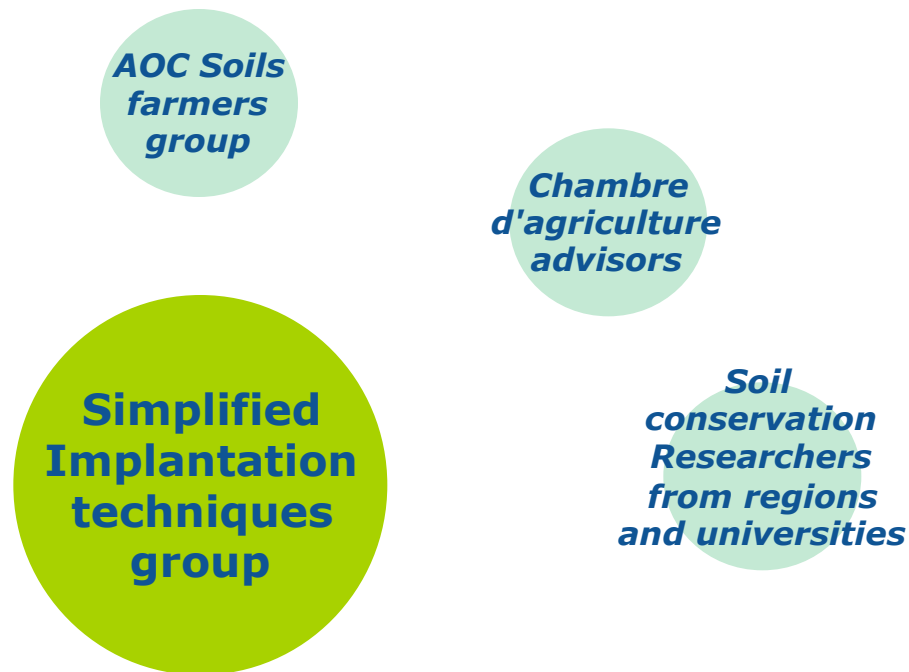 AOC Soils
farmers
group
Chambre
d'agriculture
advisors
Simplified
Implantation
techniques
group
Soil
conservation
Researchers
from regions
and universities